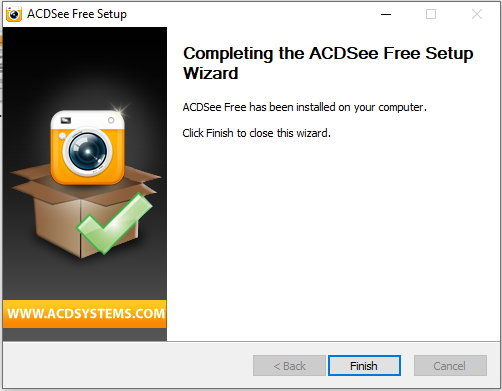 ACDSee Free Setup
Completing the ACDSee Free Setup
Wizard
ACDSee Free has been installed on your computer.
Click Finish to close this wizard.
WWW.ACDSYSTEMS.COM
< Back
Finish
Cancel